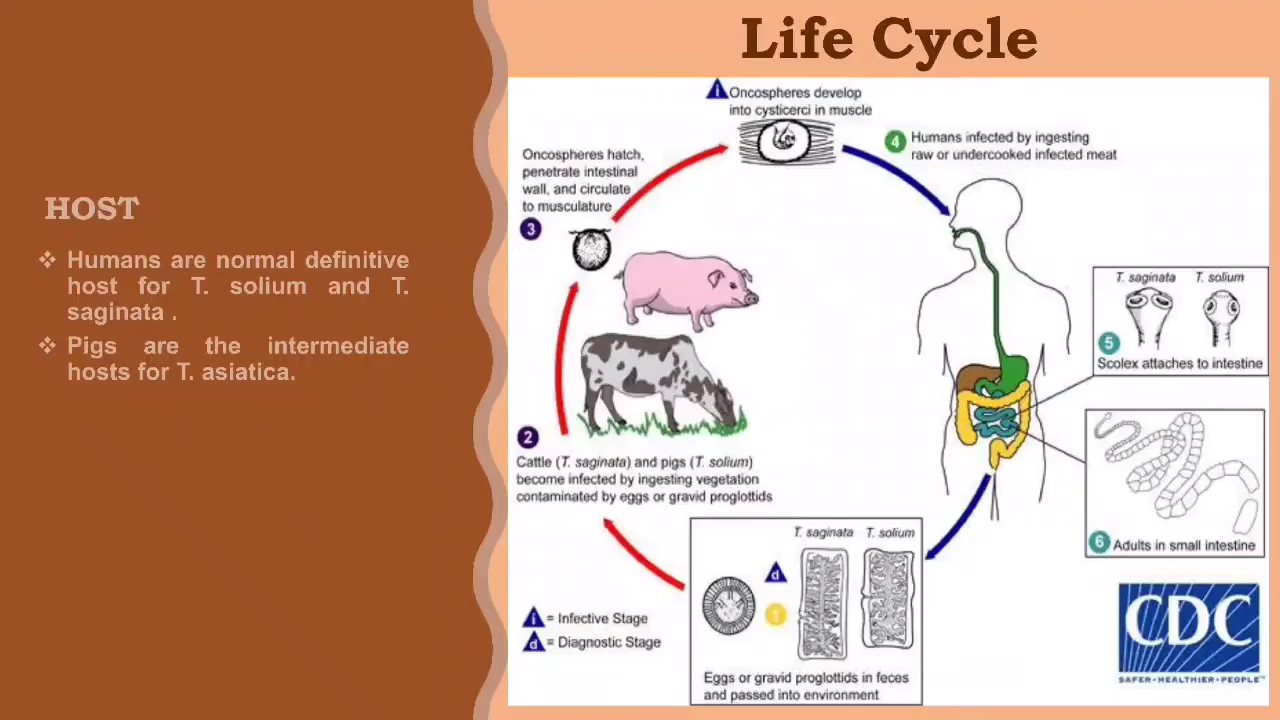 Life Cycle
HOST
❖ Humans are normal definitive
host for T. solium and T.
saginata .
❖ Pigs are the intermediate
hosts for T. asiatica.
i Oncospheres develop
into cysticerci in muscle
4 Humans infected by ingesting
raw or undercooked infected meat
Oncospheres hatch,
penetrate intestinal
wall, and circulate
to musculature
3
T. saginata T. solium
5
Scolex attaches to intestine
2
Cattle (T. saginata) and pigs (T. solium)
become infected by ingesting vegetation
contaminated by eggs or gravid proglottids
6 Adults in small intestine
T. saginata T. solium
d
1
Eggs or gravid proglottids in feces
and passed into environment
i = Infective Stage
d = Diagnostic Stage
CDC
SAFER•HEALTHIER•PEOPLE™